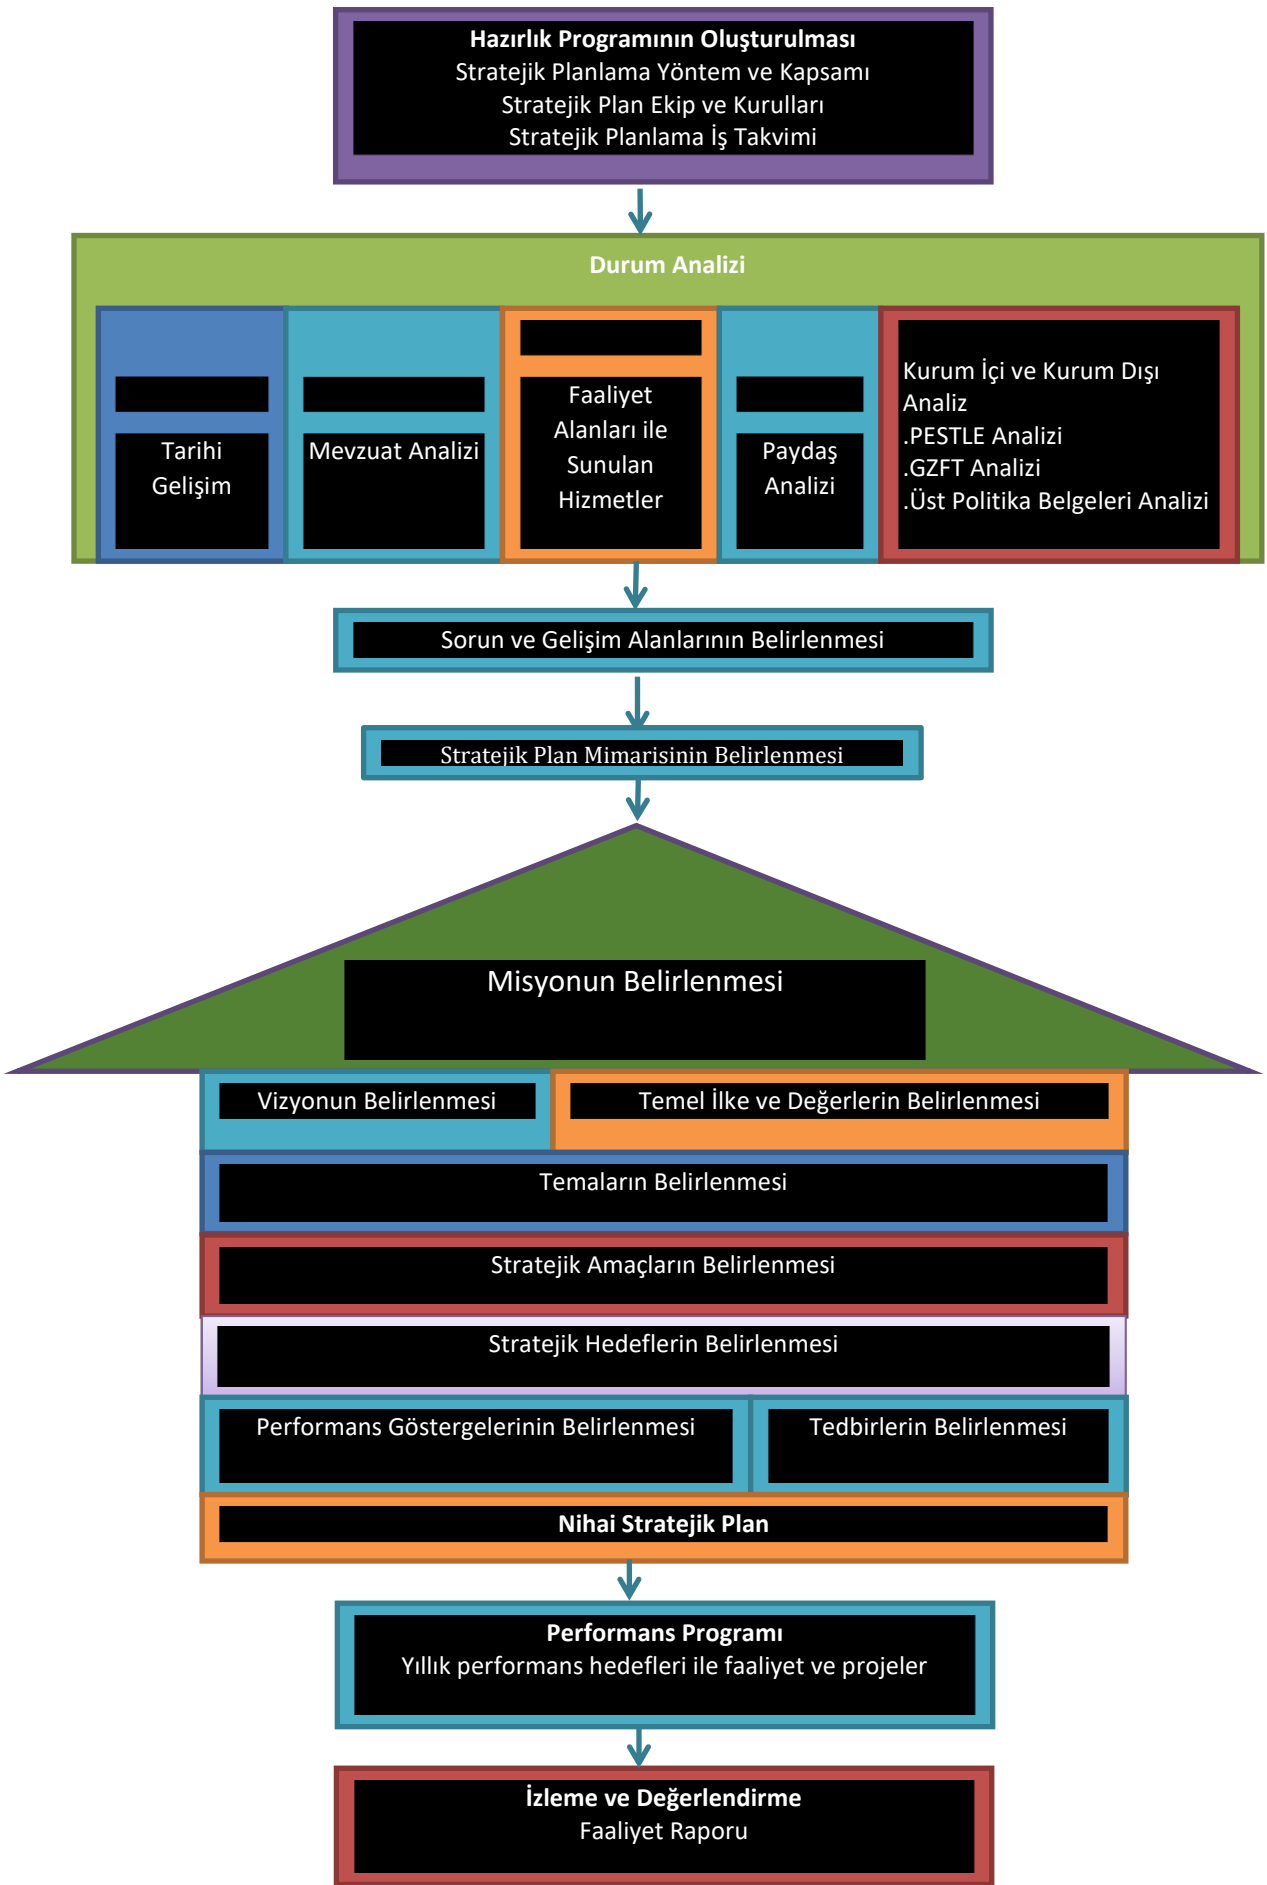 Hazırlık Programının Oluşturulması
Stratejik Planlama Yöntem ve Kapsamı
Stratejik Plan Ekip ve Kurulları
Stratejik Planlama İş Takvimi
Durum Analizi
Tarihi
Gelişim
Mevzuat Analizi
Faaliyet
Alanları ile
Sunulan
Hizmetler
Paydaş
Analizi
Kurum İçi ve Kurum Dışı
Analiz
.PESTLE Analizi
.GZFT Analizi
.Üst Politika Belgeleri Analizi
Sorun ve Gelişim Alanlarının Belirlenmesi
Stratejik Plan Mimarisinin Belirlenmesi
Misyonun Belirlenmesi
Vizyonun Belirlenmesi
Temel İlke ve Değerlerin Belirlenmesi
Temaların Belirlenmesi
Stratejik Amaçların Belirlenmesi
Stratejik Hedeflerin Belirlenmesi
Performans Göstergelerinin Belirlenmesi
Tedbirlerin Belirlenmesi
Nihai Stratejik Plan
Performans Programı
Yıllık performans hedefleri ile faaliyet ve projeler
İzleme ve Değerlendirme
Faaliyet Raporu